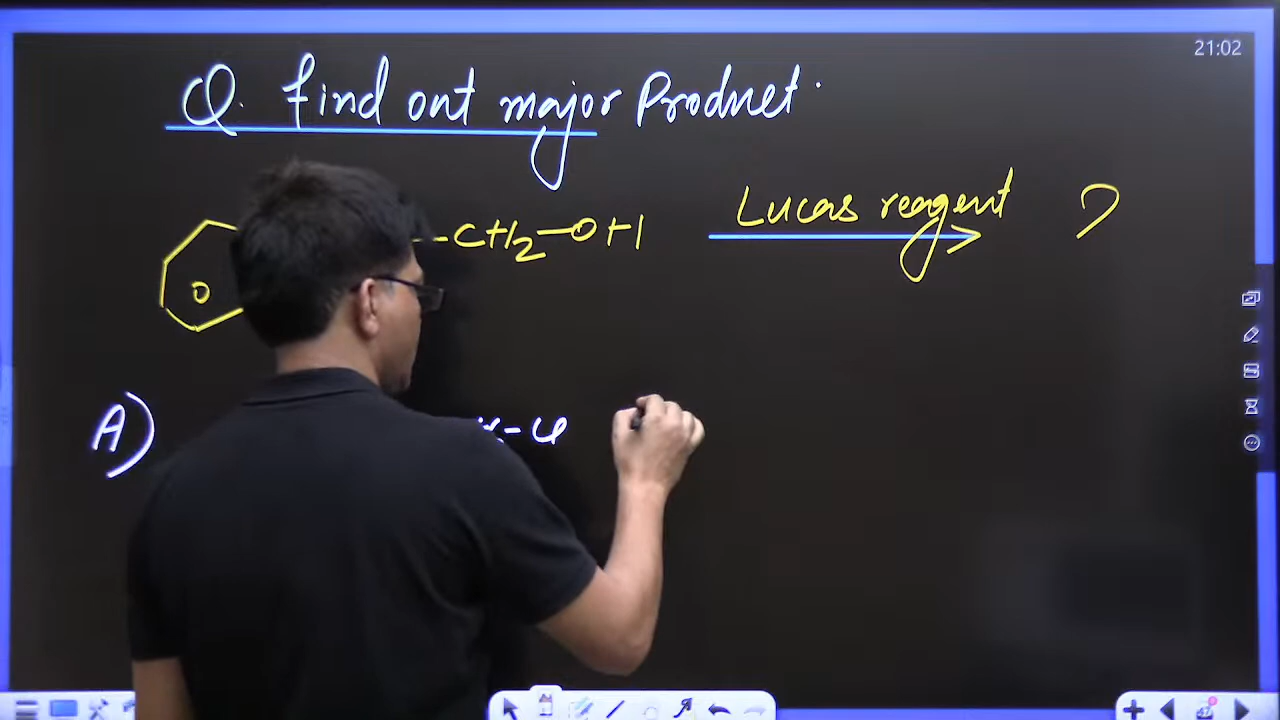 21:02
Q. Find out major Product.
-CH2-OH Lucas reagent ?
A)